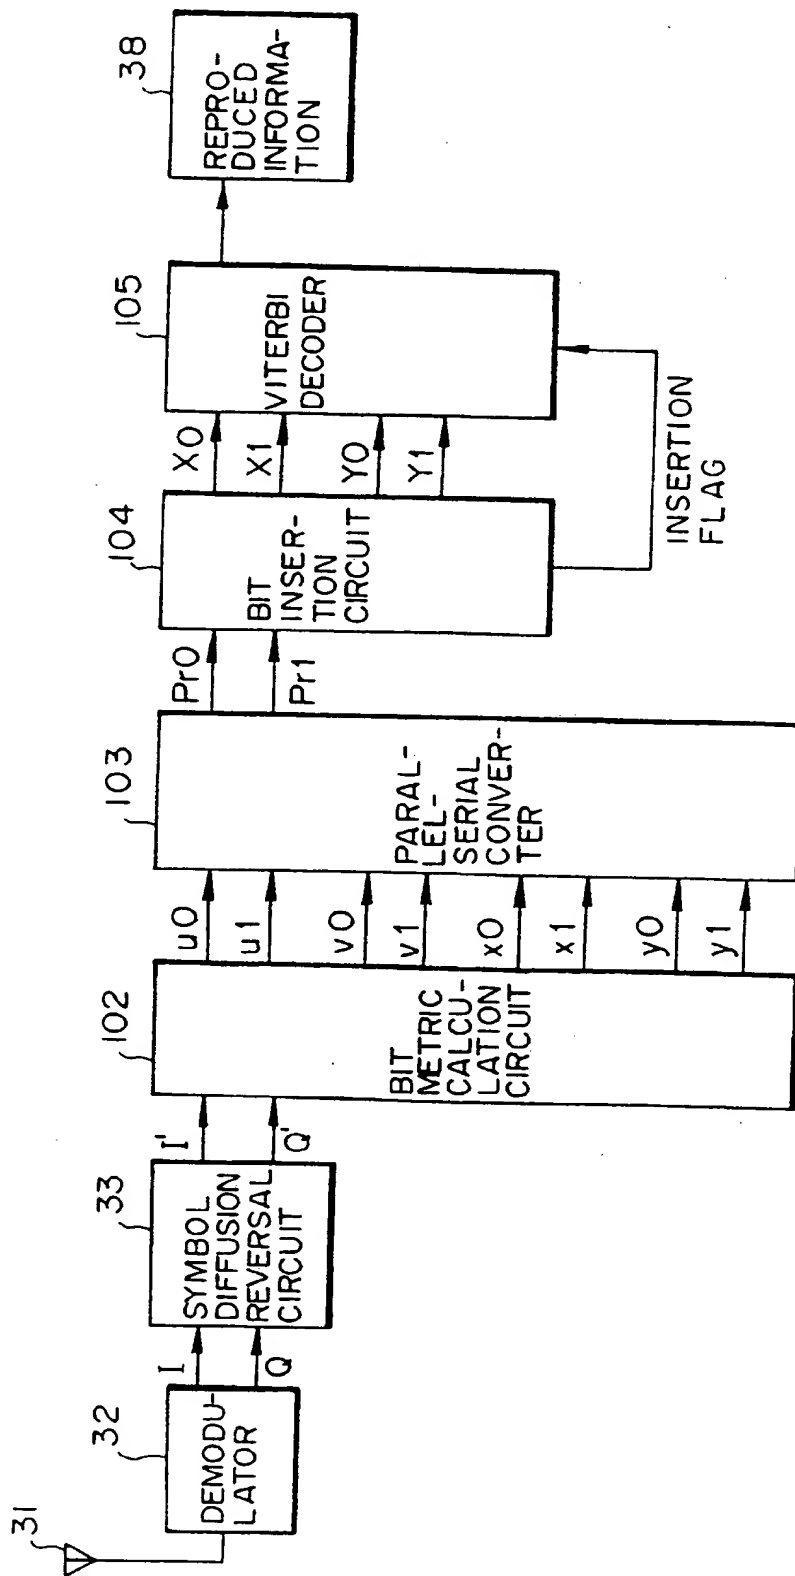 31
32
DEMODU-
LATOR
I
Q
33
SYMBOL
DIFFUSION
REVERSAL
CIRCUIT
I'
Q'
102
BIT
METRIC
CALCU-
LATION
CIRCUIT
u0
u1
v0
v1
x0
x1
y0
y1
103
PARAL-
LEL-
SERIAL
CONVER-
TER
Pr0
Pr1
104
BIT
INSER-
TION
CIRCUIT
X0
X1
Y0
Y1
INSERTION
FLAG
105
VITERBI
DECODER
38
REPRO-
DUCED
INFORMA-
TION